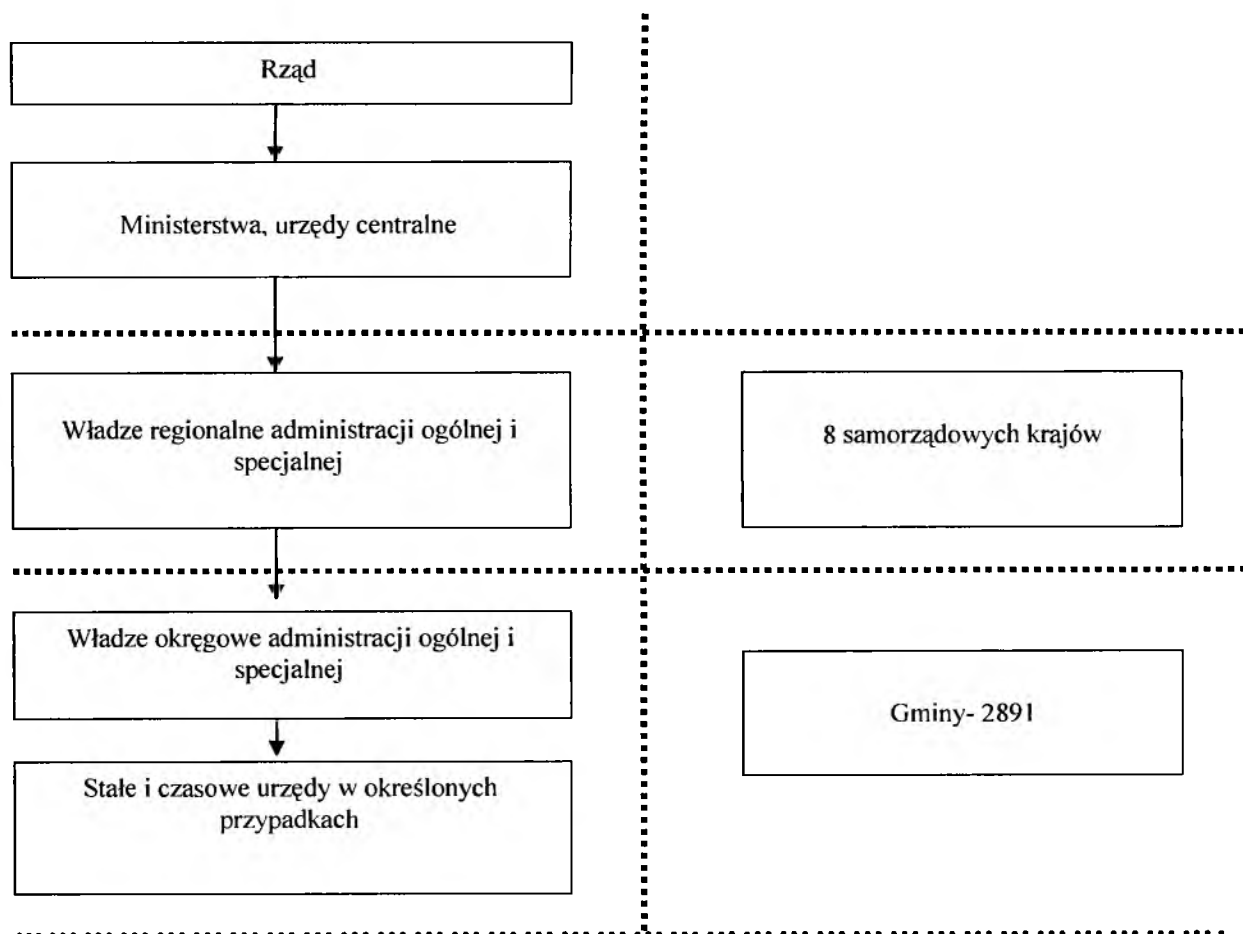 Rząd
Ministerstwa, urzędy centralne
Władze regionalne administracji ogólnej i
specjalnej
8 samorządowych krajów
Władze okręgowe administracji ogólnej i
specjalnej
Gminy- 2891
Stałe i czasowe urzędy w określonych
przypadkach